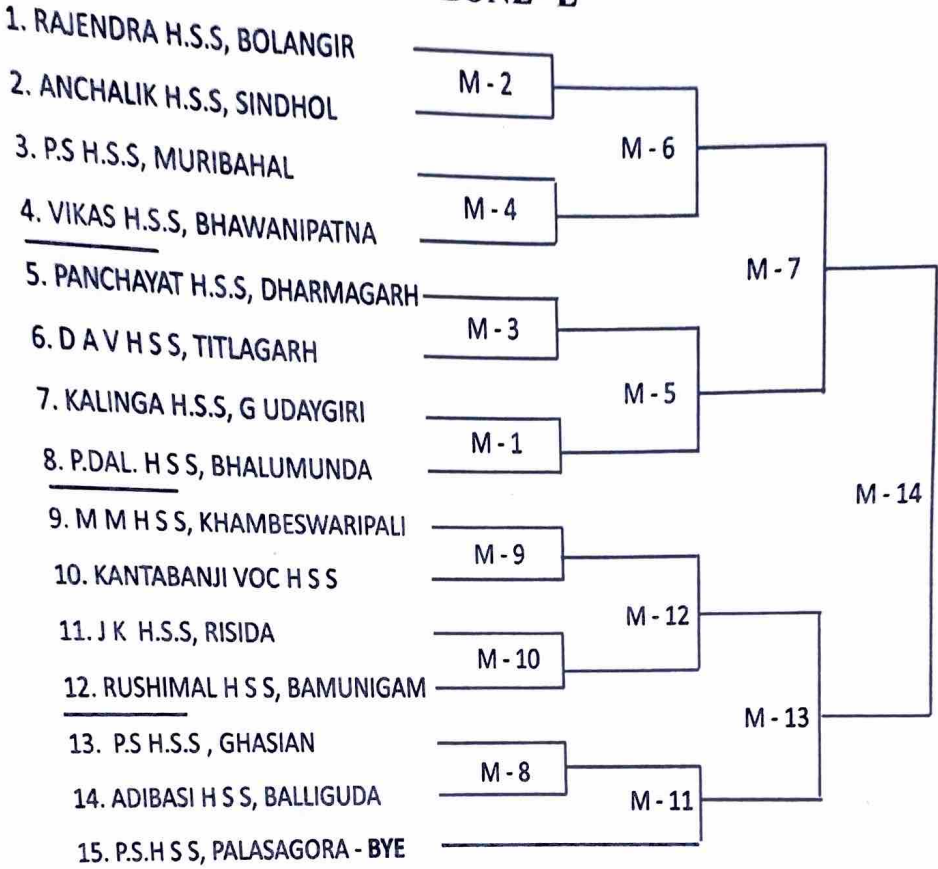 1. RAJENDRA H.S.S, BOLANGIR
2. ANCHALIK H.S.S, SINDHOL
3. P.S H.S.S, MURIBAHAL
4. VIKAS H.S.S, BHAWANIPATNA
5. PANCHAYAT H.S.S, DHARMAGARH
6. D A V H S S, TITLAGARH
7. KALINGA H.S.S, G UDAYGIRI
8. P.DAL. H S S, BHALUMUNDA
9. M M H S S, KHAMBESWARIPALI
10. KANTABANJI VOC H S S
11. J K H.S.S, RISIDA
12. RUSHIMAL H S S, BAMUNIGAM
13. P.S H.S.S , GHASIAN
14. ADIBASI H S S, BALLIGUDA
15. P.S.H S S, PALASAGORA - BYE
M - 2
M - 4
M - 3
M - 1
M - 9
M - 10
M - 8
M - 6
M - 5
M - 12
M - 11
M - 7
M - 13
M - 14